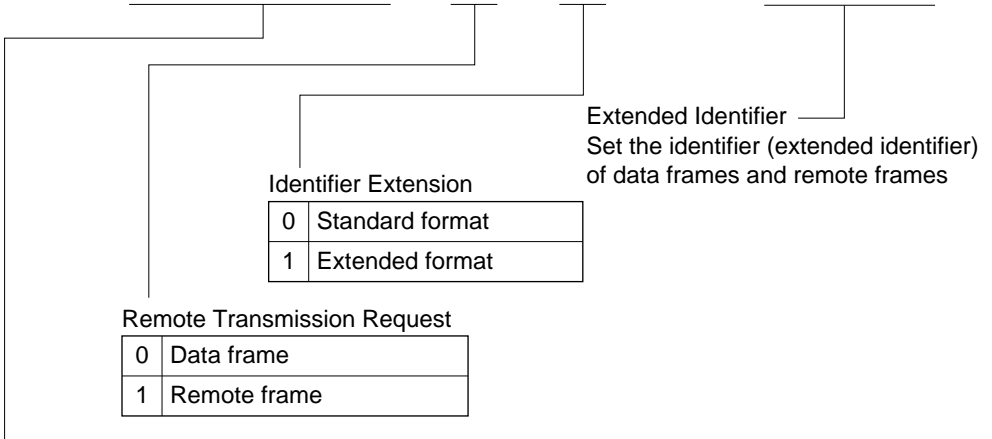 Extended Identifier
Set the identifier (extended identifier)
of data frames and remote frames
Identifier Extension
0 Standard format
1 Extended format
Remote Transmission Request
0 Data frame
1 Remote frame